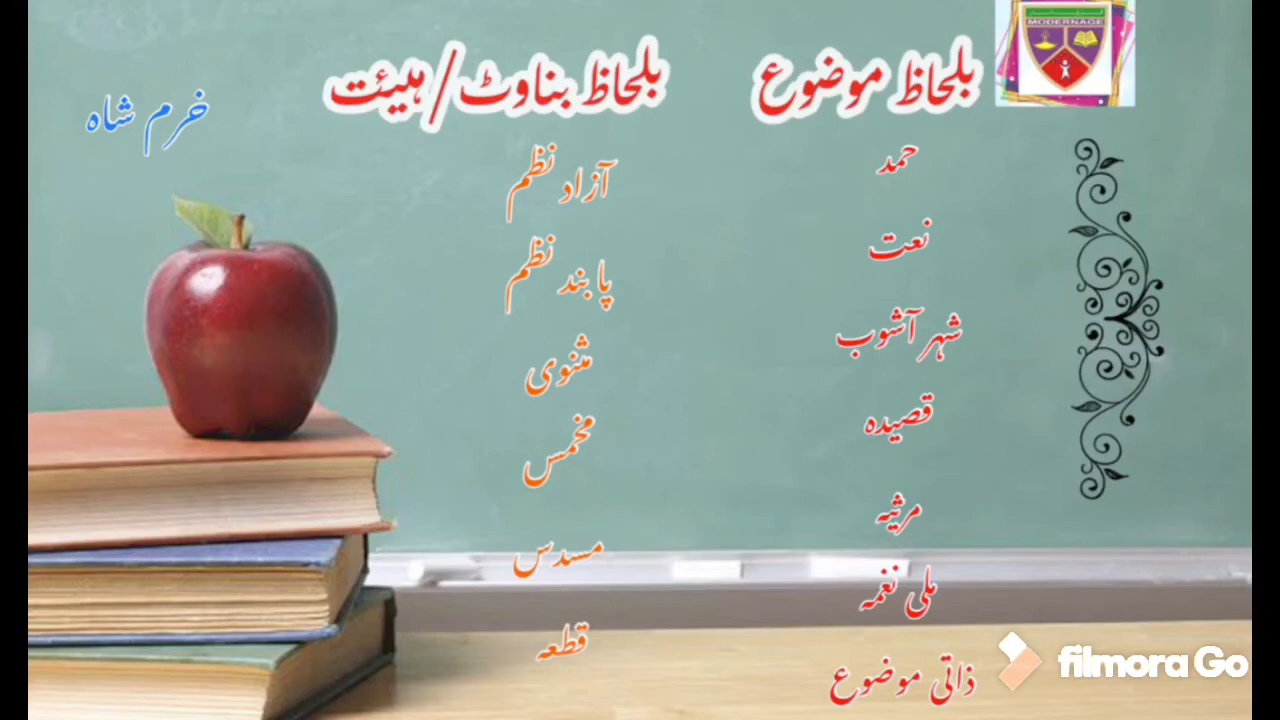 MODERNAGE
بلحاظ موضوع
حمد
نعت
شہر آشوب
قصیدہ
مرثیہ
ملی نغمہ
ذاتی موضوع
بلحاظ بناوٹ/ہیئت
آزاد نظم
پابند نظم
مثنوی
مخمس
مسدس
قطعہ
خرم شاہ
filmora Go